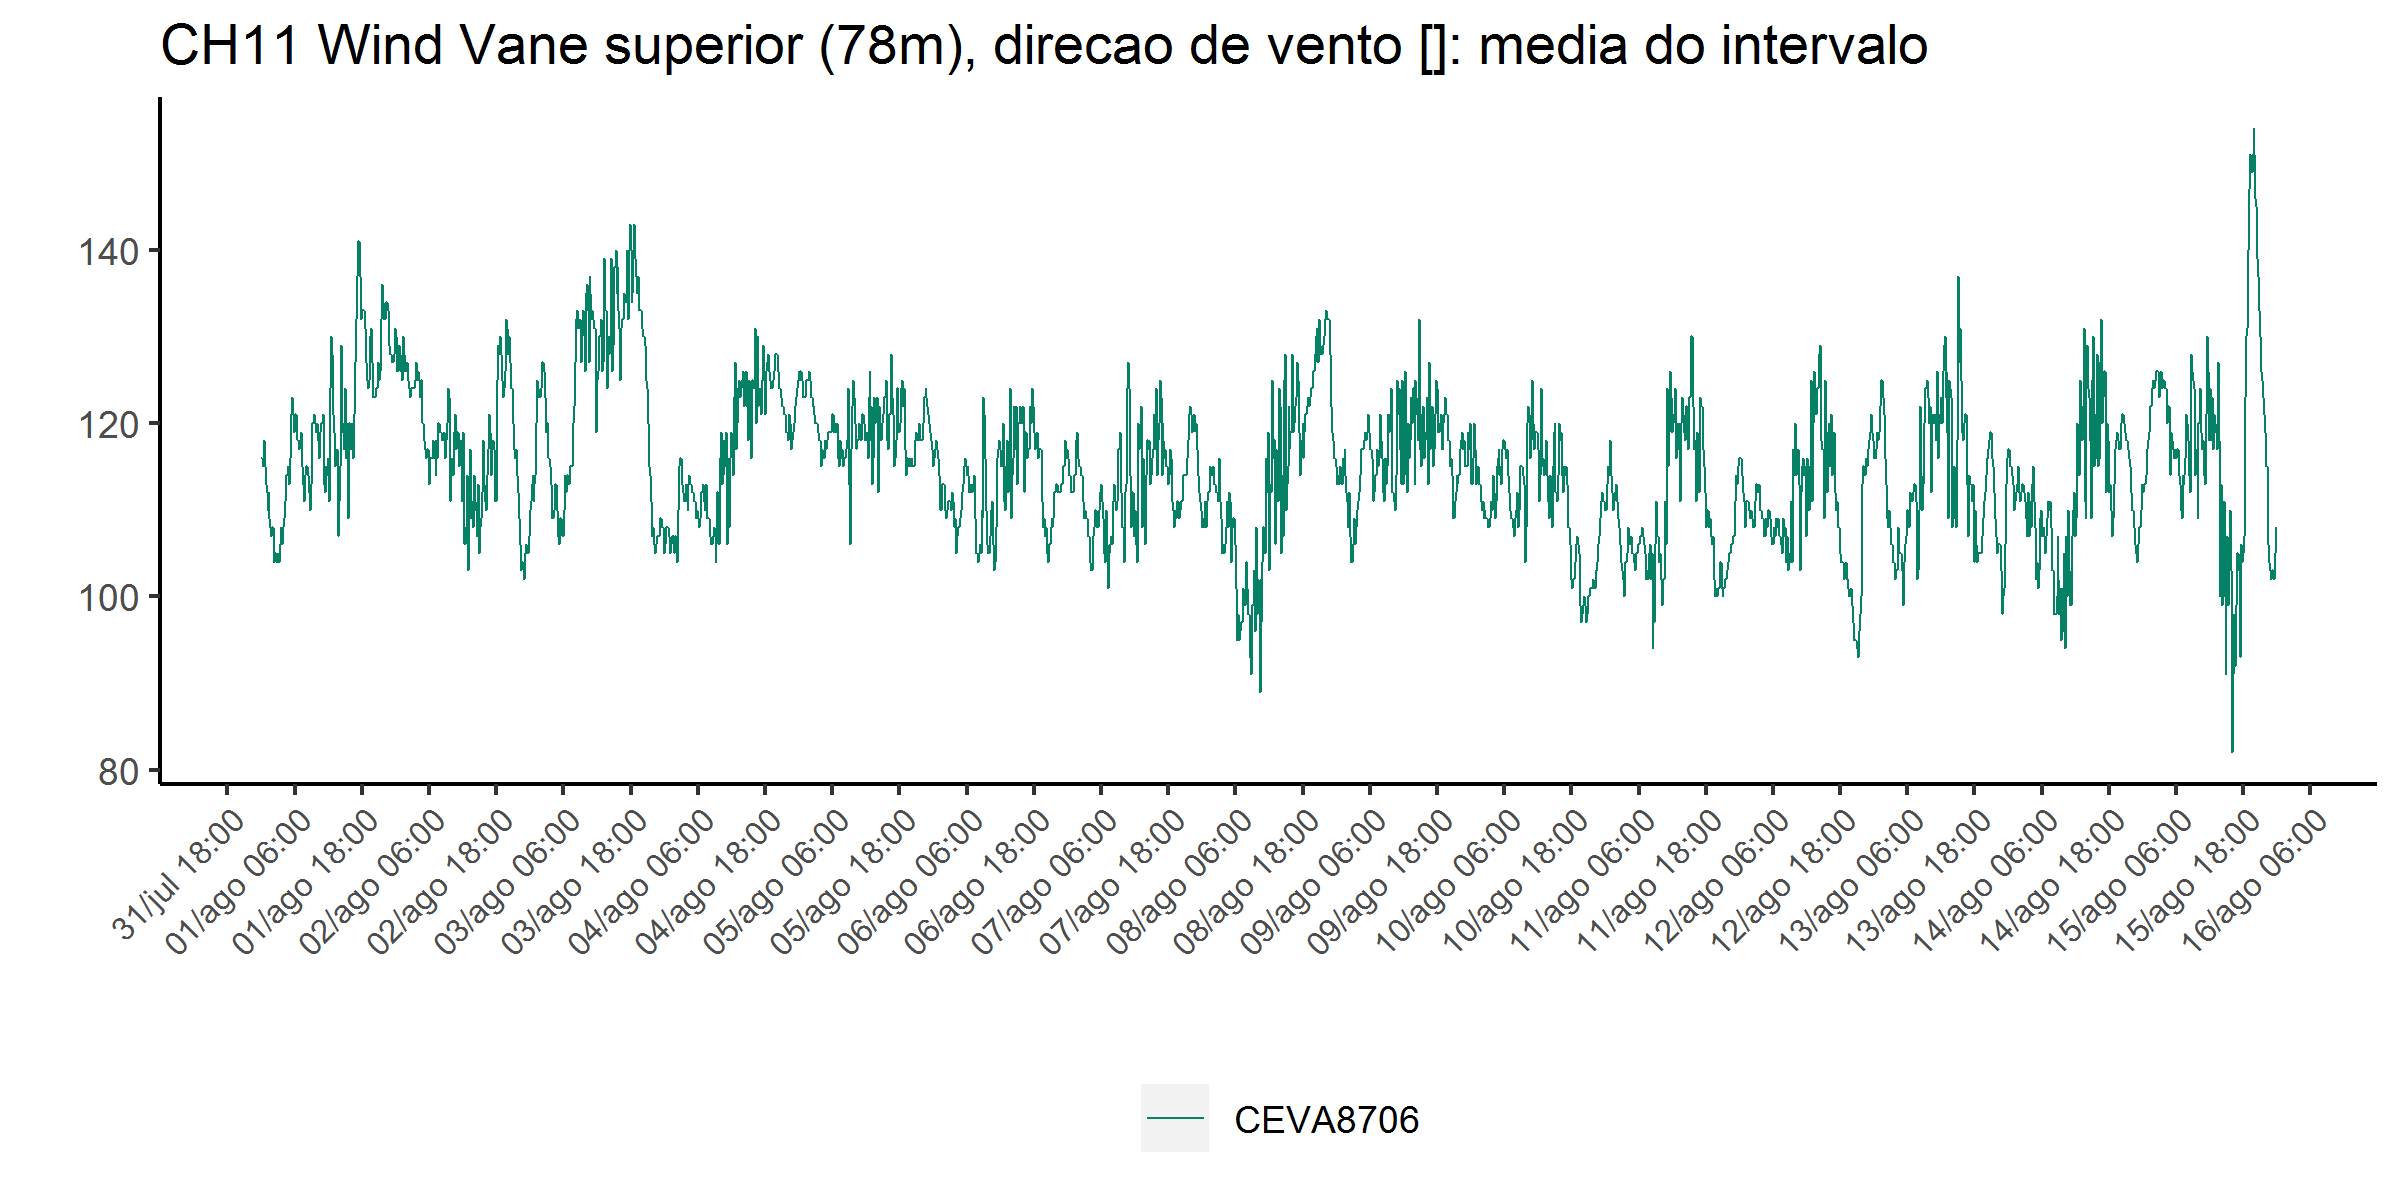 CH11 Wind Vane superior (78m), direcao de vento []: media do intervalo
140
120
100
80
31/jul 18:00
01/ago 06:00
01/ago 18:00
02/ago 06:00
02/ago 18:00
03/ago 06:00
03/ago 18:00
04/ago 06:00
04/ago 18:00
05/ago 06:00
05/ago 18:00
06/ago 06:00
06/ago 18:00
07/ago 06:00
07/ago 18:00
08/ago 06:00
08/ago 18:00
09/ago 06:00
09/ago 18:00
10/ago 06:00
10/ago 18:00
11/ago 06:00
11/ago 18:00
12/ago 06:00
12/ago 18:00
13/ago 06:00
13/ago 18:00
14/ago 06:00
14/ago 18:00
15/ago 06:00
15/ago 18:00
16/ago 06:00
CEVA8706